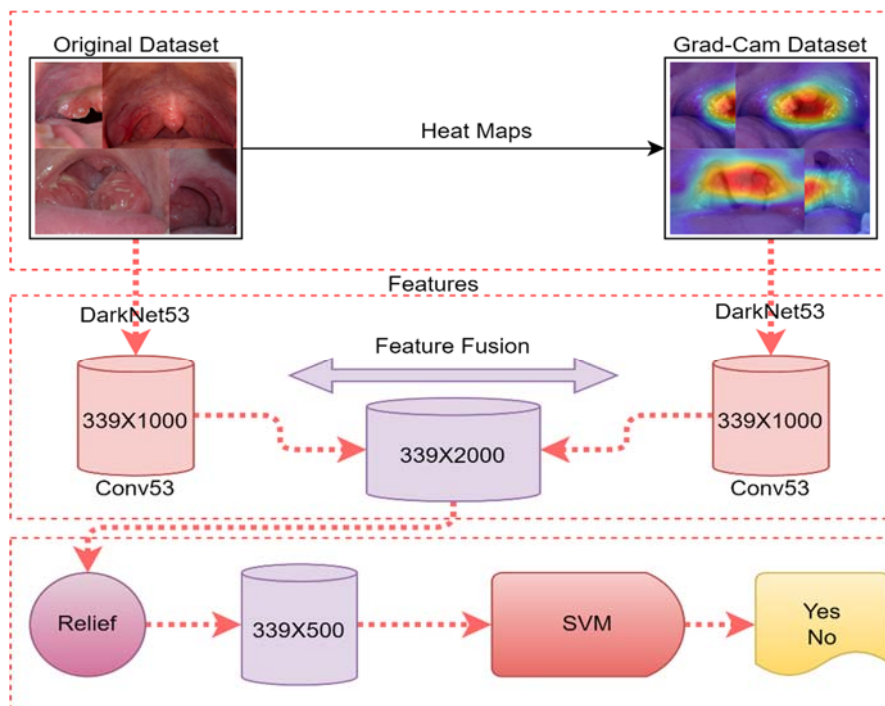 Original Dataset
Grad-Cam Dataset
Heat Maps
Features
DarkNet53
DarkNet53
Feature Fusion
339X1000
339X2000
339X1000
Conv53
Conv53
Relief
339X500
SVM
Yes
No